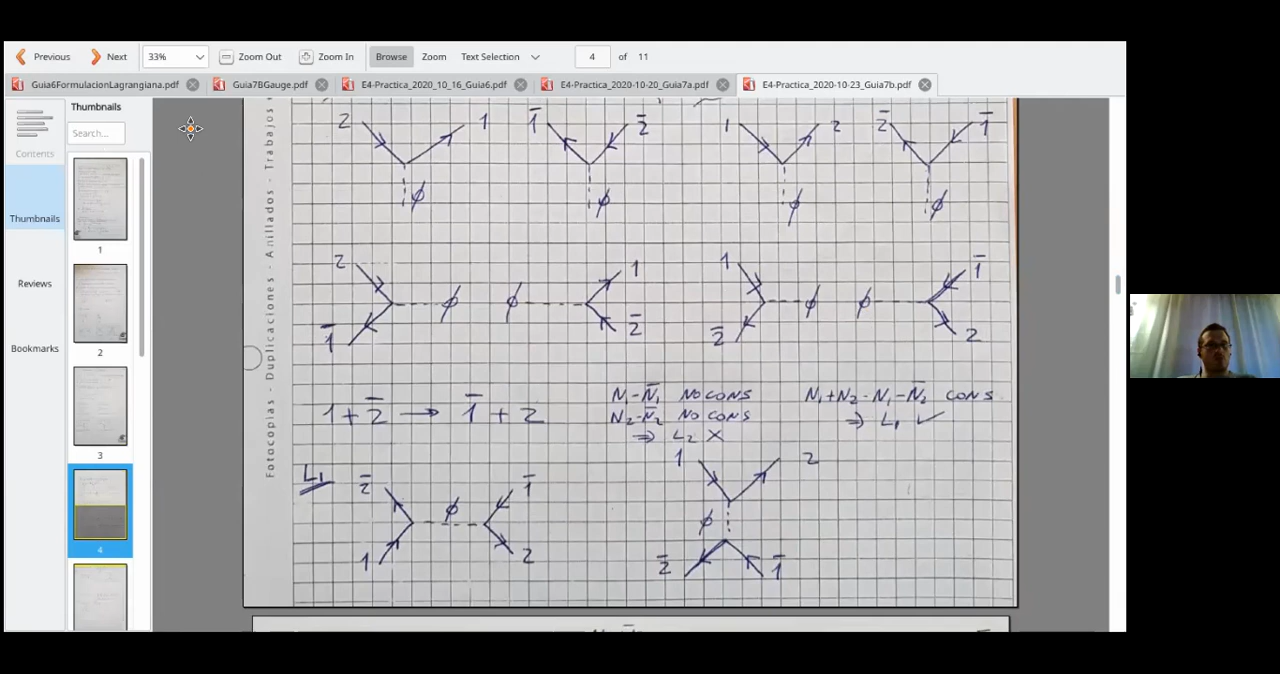 Previous Next 33% Zoom Out Zoom In Browse Zoom Text Selection 4 of 11
Guia6FormulacionLagrangiana.pdf Guia7BGauge.pdf E4-Practica_2020_10_16_Guia6.pdf E4-Practica_2020-10-20_Guia7a.pdf E4-Practica_2020-10-23_Guia7b.pdf
Contents
Thumbnails
Reviews
Bookmarks
Thumbnails
Search...
1
2
3
4
Fotocopias - Duplicaciones - Anillados - Trabajos
2 1 1̅ 2̅ 1 2 2̅ 1̅
ϕ ϕ ϕ ϕ
2 1 1 1̅
ϕ ϕ ϕ ϕ
1̅ 2̅ 2̅ 2
1 + 2̅ → 1̅ + 2
N₁ - N̅₁ NO CONS
N₂ - N̅₂ NO CONS
⇒ L₂ X
N₁ + N₂ - N̅₁ - N̅₂ CONS
⇒ L₁ ✓
L₁
2̅ ϕ 1̅
1 2
1 2
ϕ
2̅ 1̅